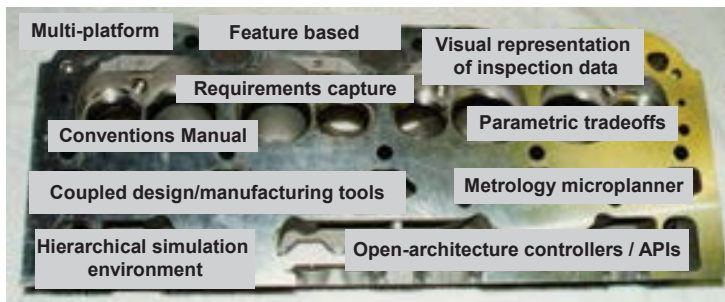 Multi-platform
Feature based
Visual representation
of inspection data
Requirements capture
Conventions Manual
Parametric tradeoffs
Coupled design/manufacturing tools
Metrology microplanner
Hierarchical simulation
environment
Open-architecture controllers / APIs